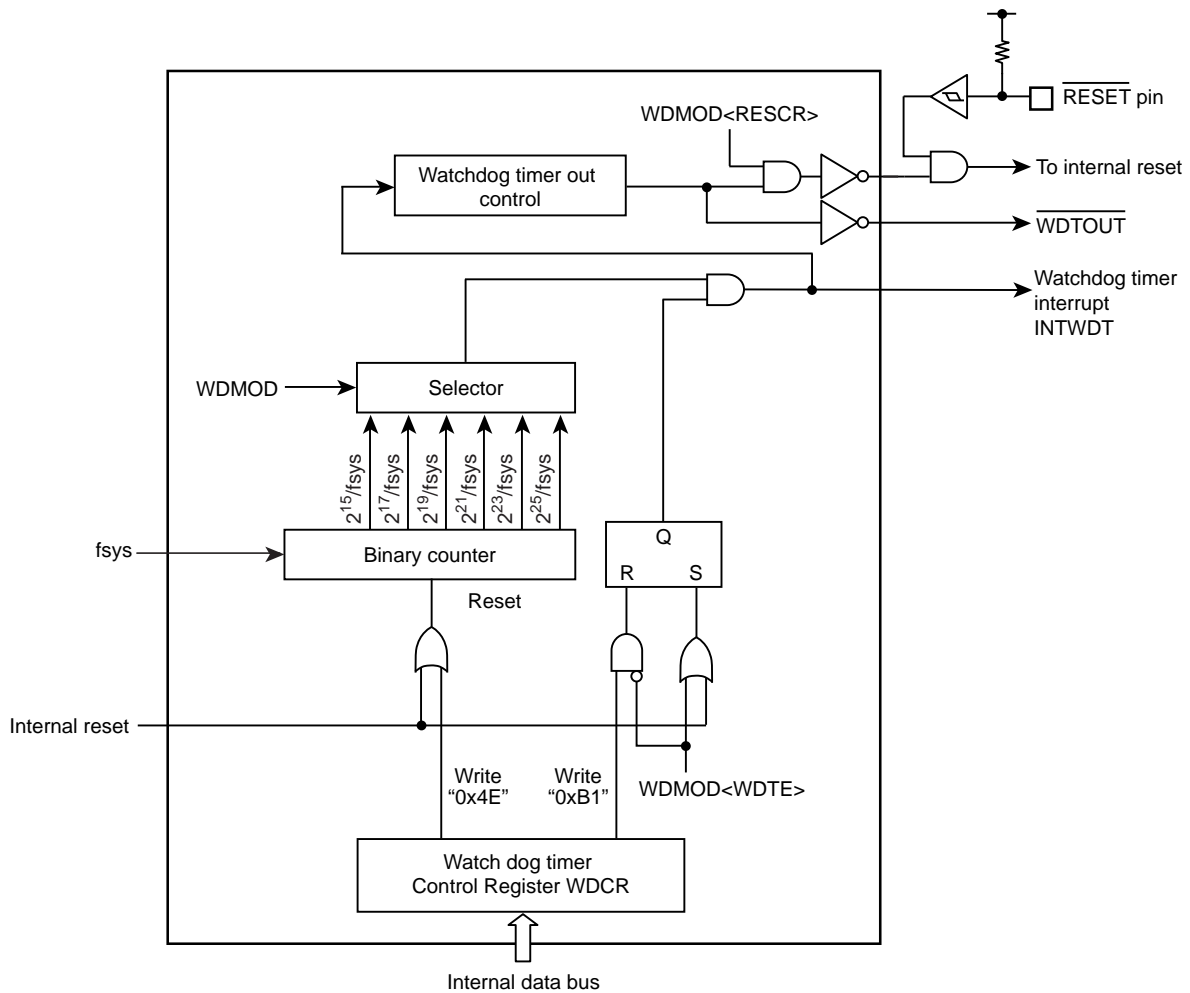 RESET pin
WDMOD<RESCR>
Watchdog timer out
control
To internal reset
WDTOUT
Watchdog timer
interrupt
INTWDT
WDMOD
Selector
2^15/fsys
2^17/fsys
2^19/fsys
2^21/fsys
2^23/fsys
2^25/fsys
fsys
Binary counter
Q
R S
Reset
Internal reset
Write
“0x4E”
Write
“0xB1”
WDMOD<WDTE>
Watch dog timer
Control Register WDCR
Internal data bus